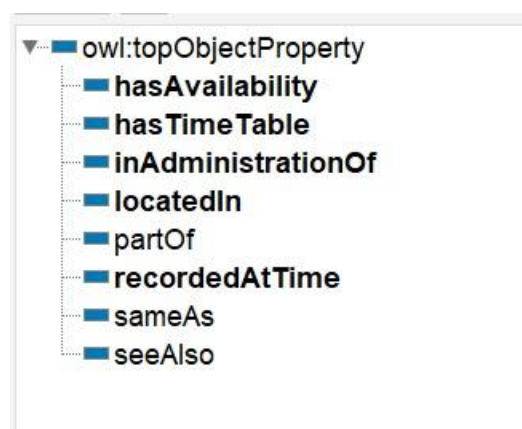 owl:topObjectProperty
hasAvailability
hasTimeTable
inAdministrationOf
locatedIn
partOf
recordedAtTime
sameAs
seeAlso